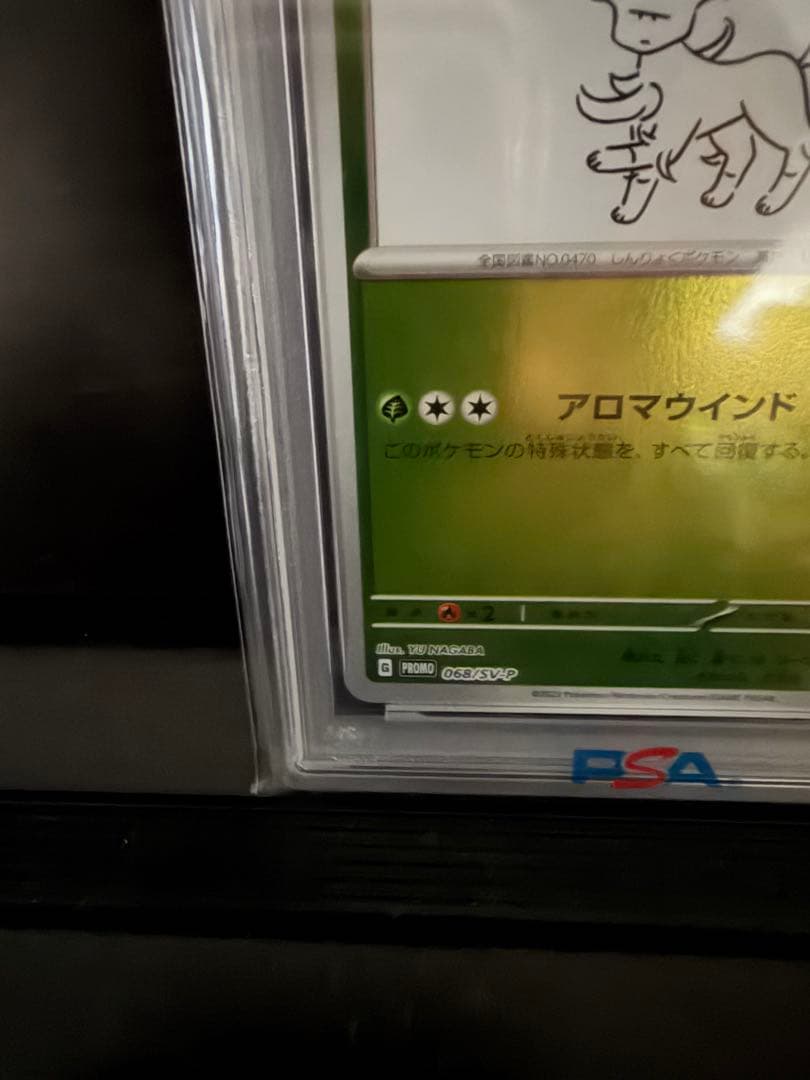 全国図鑑NO.0470 しんりょくポケモン
アロマウインド
このポケモンの特殊状態を、すべて回復する。
×2
Illus. YU NAGABA
G PROMO 068/SV-P
PSA